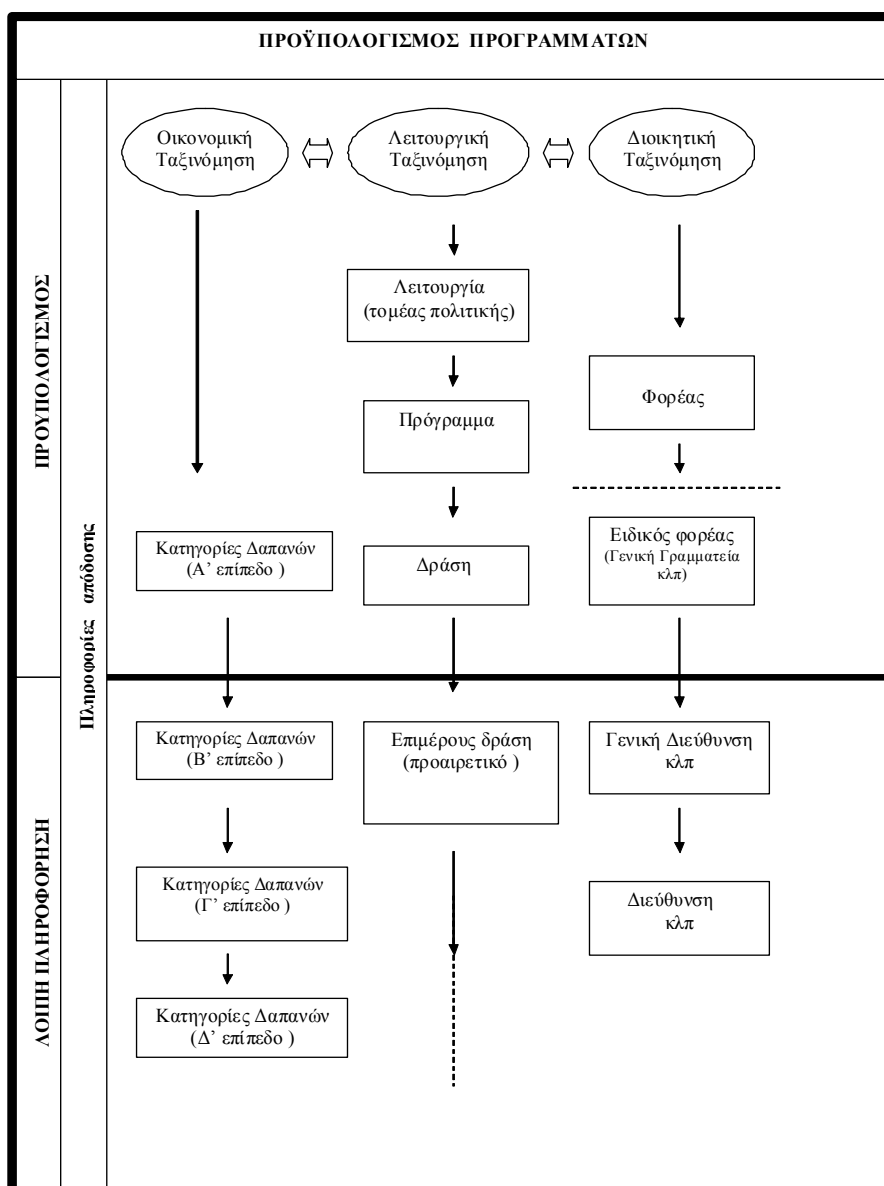 ΠΡΟΫΠΟΛΟΓΙΣΜΟΣ ΠΡΟΓΡΑΜΜΑΤΩΝ
ΠΡΟΥΠΟΛΟΓΙΣΜΟΣ
Πληροφορίες απόδοσης
ΛΟΙΠΗ ΠΛΗΡΟΦΟΡΗΣΗ
Οικονομική
Ταξινόμηση
Λειτουργική
Ταξινόμηση
Διοικητική
Ταξινόμηση
Λειτουργία
(τομέας πολιτικής)
Πρόγραμμα
Φορέας
Κατηγορίες Δαπανών
(Α' επίπεδο )
Δράση
Ειδικός φορέας
(Γενική Γραμματεία
κλπ)
Κατηγορίες Δαπανών
(Β' επίπεδο )
Επιμέρους δράση
(προαιρετικό )
Γενική Διεύθυνση
κλπ
Κατηγορίες Δαπανών
(Γ' επίπεδο )
Διεύθυνση
κλπ
Κατηγορίες Δαπανών
(Δ' επίπεδο )